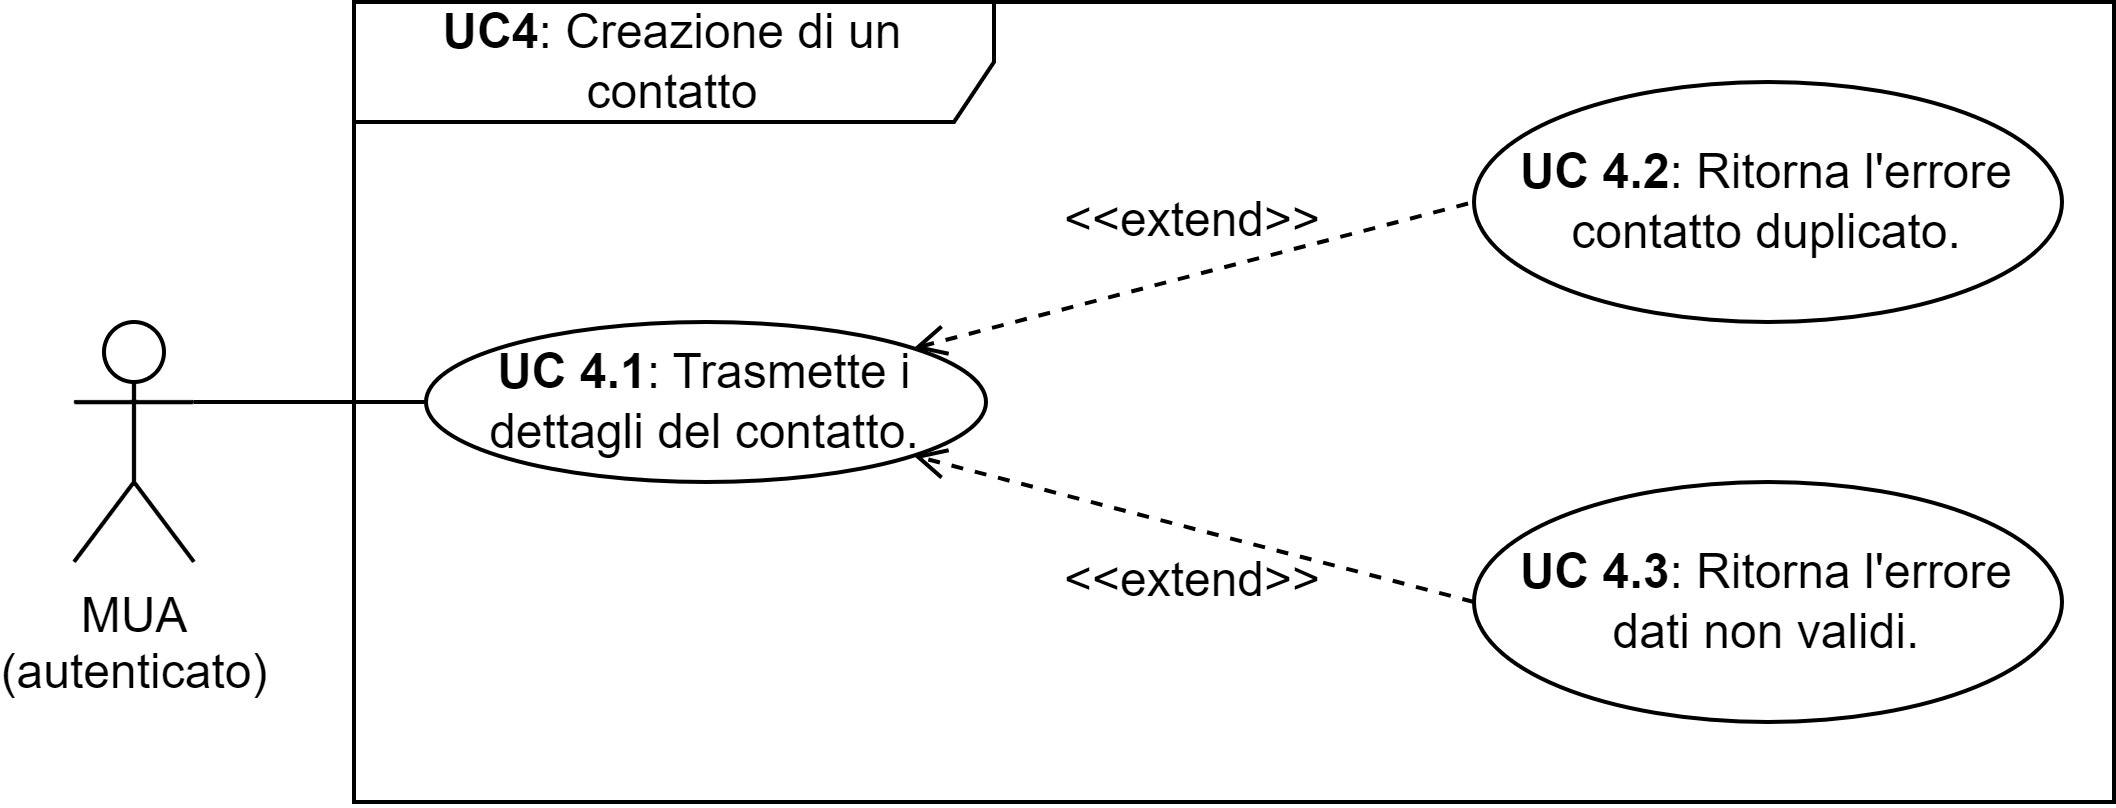 UC4: Creazione di un
contatto
UC 4.2: Ritorna l'errore
contatto duplicato.
<<extend>>
UC 4.1: Trasmette i
dettagli del contatto.
<<extend>>
UC 4.3: Ritorna l'errore
dati non validi.
MUA
(autenticato)